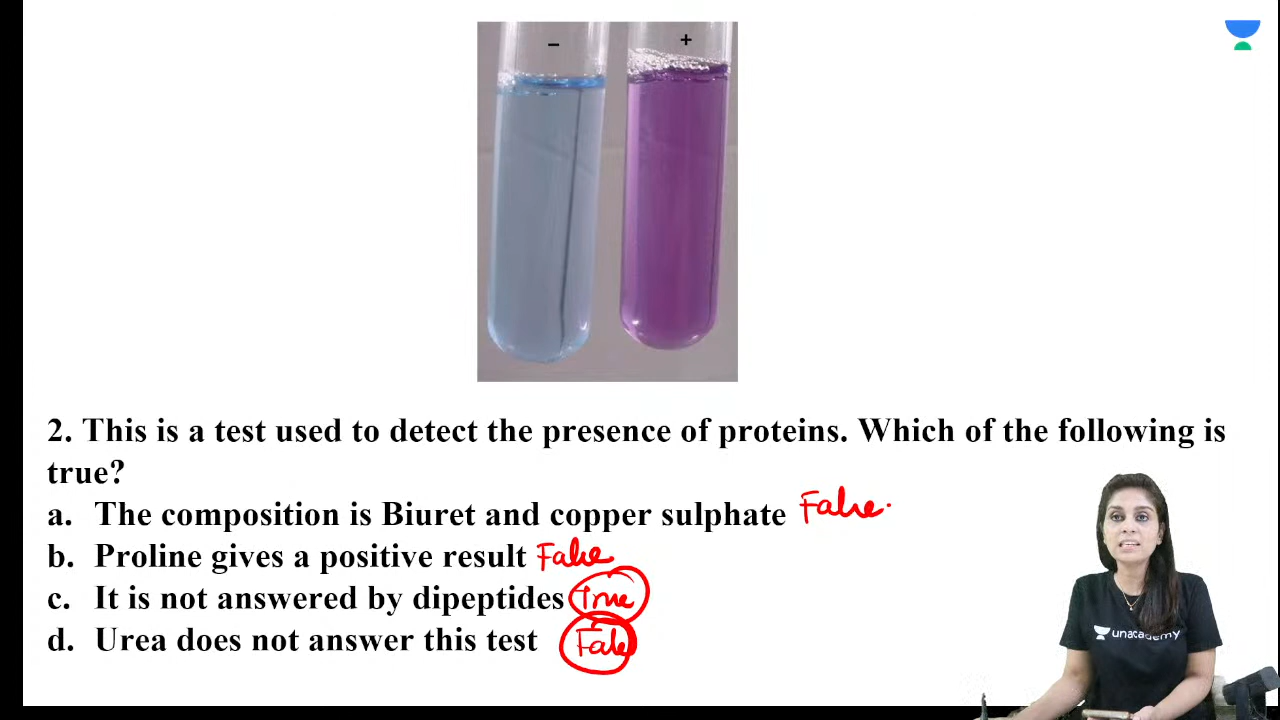 − +
2. This is a test used to detect the presence of proteins. Which of the following is
true?
a. The composition is Biuret and copper sulphate False.
b. Proline gives a positive result False
c. It is not answered by dipeptides True
d. Urea does not answer this test False
unacademy